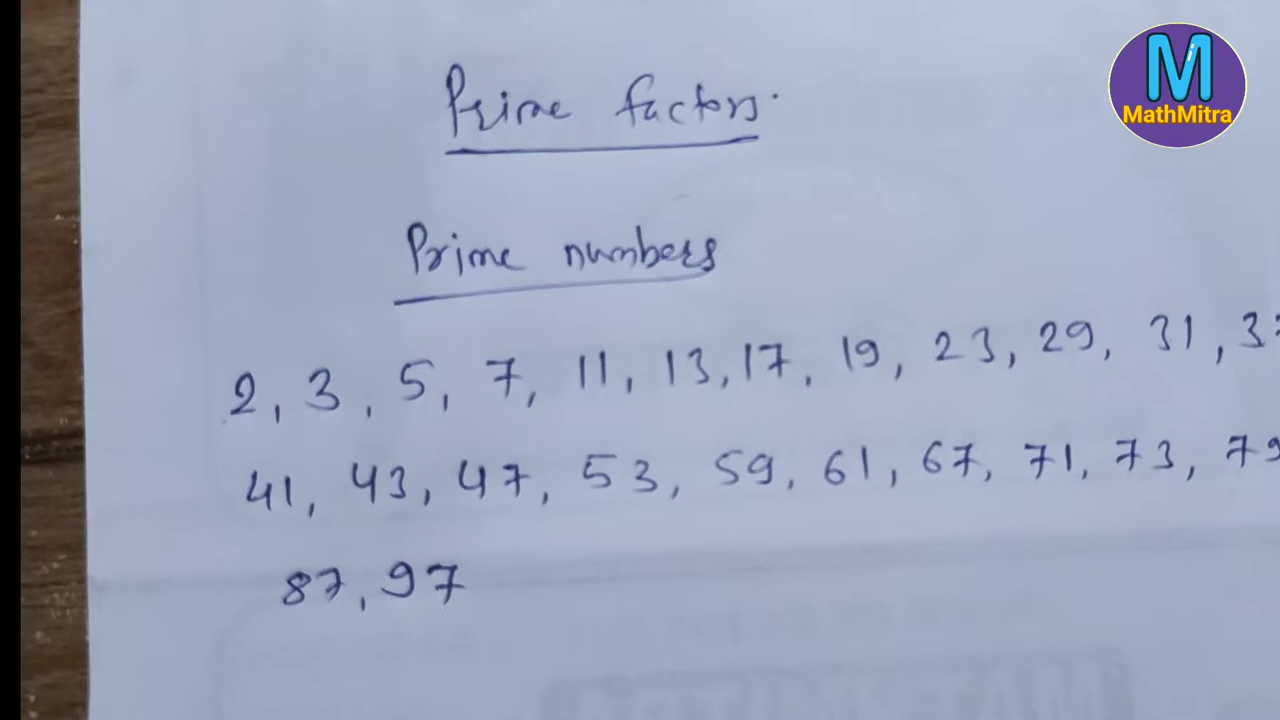 M
MathMitra
Prime factors.
Prime numbers
2, 3, 5, 7, 11, 13, 17, 19, 23, 29, 31,
41, 43, 47, 53, 59, 61, 67, 71, 73, 79
87, 97